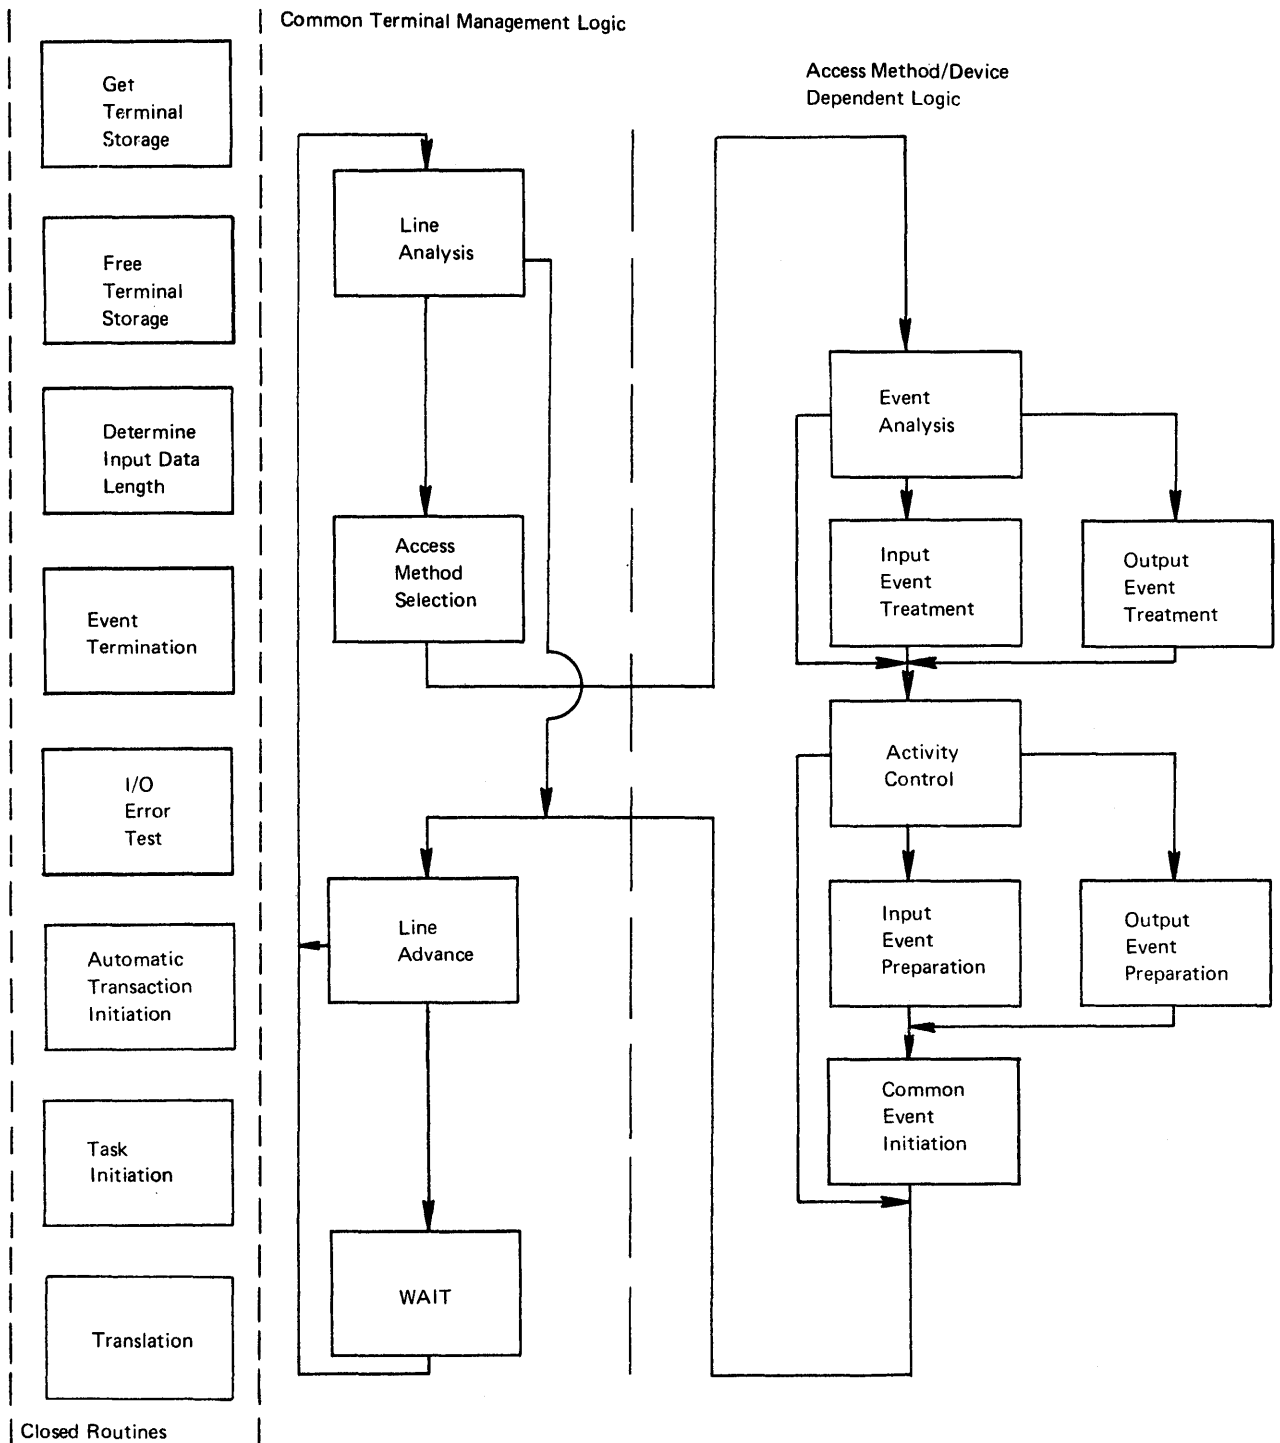 Common Terminal Management Logic
Access Method/Device
Dependent Logic
Get
Terminal
Storage
Free
Terminal
Storage
Determine
Input Data
Length
Event
Termination
I/O
Error
Test
Automatic
Transaction
Initiation
Task
Initiation
Translation
Closed Routines
Line
Analysis
Access
Method
Selection
Line
Advance
WAIT
Event
Analysis
Input
Event
Treatment
Output
Event
Treatment
Activity
Control
Input
Event
Preparation
Output
Event
Preparation
Common
Event
Initiation